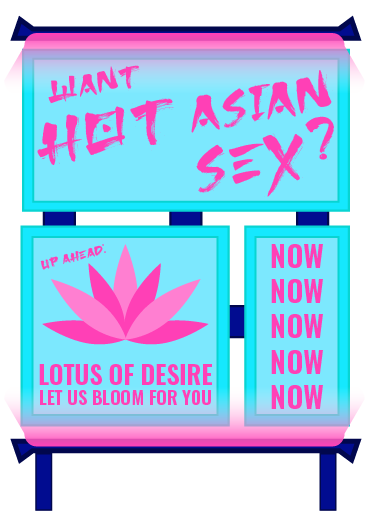 WANT
HOT ASIAN
SEX?
UP AHEAD:
LOTUS OF DESIRE
LET US BLOOM FOR YOU
NOW
NOW
NOW
NOW
NOW